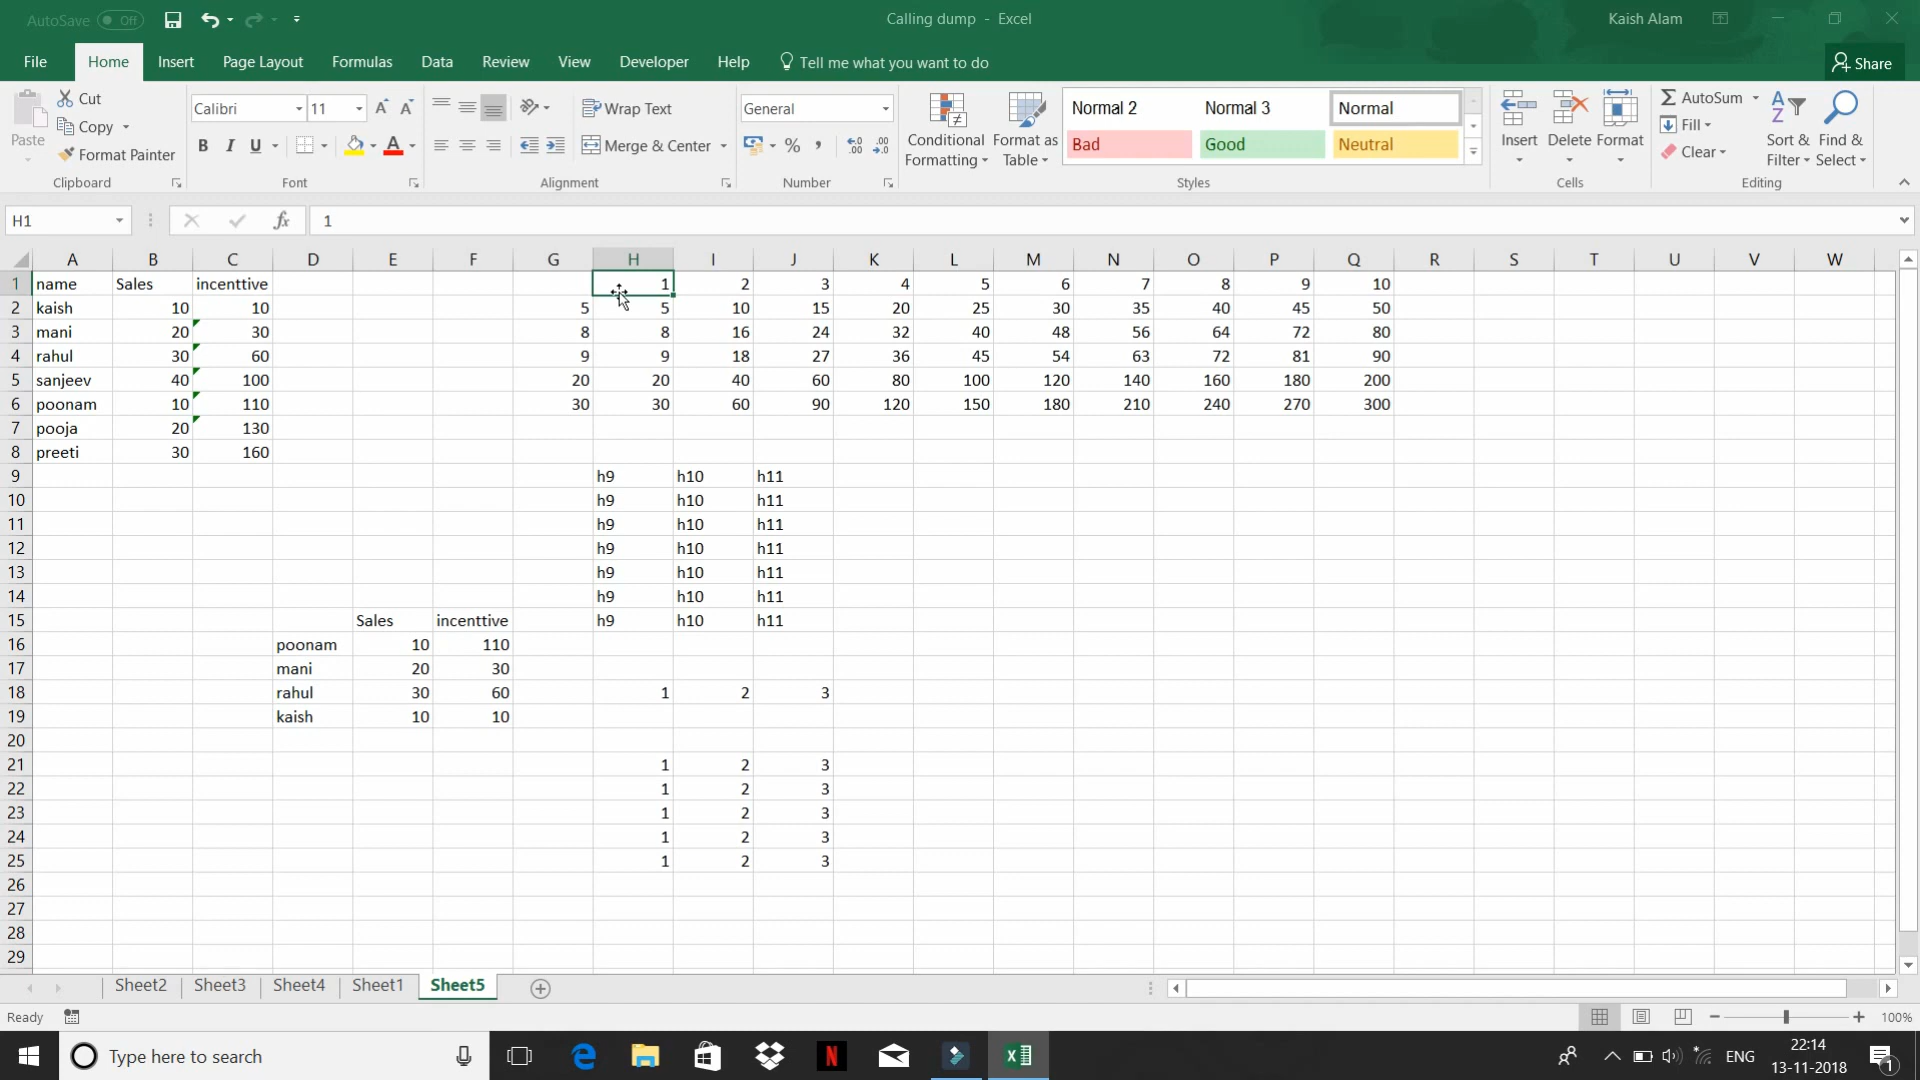 AutoSave Off
Calling dump - Excel
Kaish Alam
File Home Insert Page Layout Formulas Data Review View Developer Help Tell me what you want to do Share
Paste
Cut
Copy
Format Painter
Clipboard
Calibri 11
B I U
Font
Wrap Text
Merge & Center
Alignment
General
%
Number
Conditional Formatting
Format as Table
Normal 2 Normal 3 Normal
Bad Good Neutral
Styles
Insert Delete Format
Cells
AutoSum
Fill
Clear
Sort & Filter
Find & Select
Editing
H1 fx 1
A B C D E F G H I J K L M N O P Q R S T U V W
1 name Sales incenttive 1 2 3 4 5 6 7 8 9 10
2 kaish 10 10 5 5 10 15 20 25 30 35 40 45 50
3 mani 20 30 8 8 16 24 32 40 48 56 64 72 80
4 rahul 30 60 9 9 18 27 36 45 54 63 72 81 90
5 sanjeev 40 100 20 20 40 60 80 100 120 140 160 180 200
6 poonam 10 110 30 30 60 90 120 150 180 210 240 270 300
7 pooja 20 130
8 preeti 30 160
9 h9 h10 h11
10 h9 h10 h11
11 h9 h10 h11
12 h9 h10 h11
13 h9 h10 h11
14 h9 h10 h11
15 Sales incenttive h9 h10 h11
16 poonam 10 110
17 mani 20 30
18 rahul 30 60 1 2 3
19 kaish 10 10
20
21 1 2 3
22 1 2 3
23 1 2 3
24 1 2 3
25 1 2 3
26
27
28
29
Sheet2 Sheet3 Sheet4 Sheet1 Sheet5
Ready 100%
Type here to search
ENG
22:14
13-11-2018
1